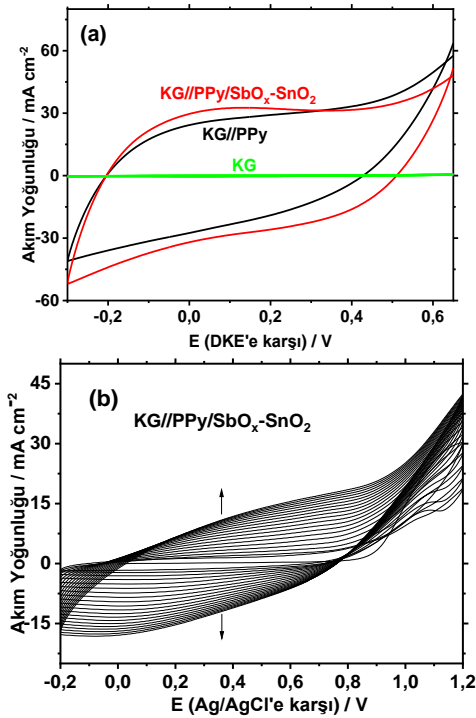 (a)
Akım Yoğunluğu / mA cm⁻²
60
30
0
-30
-60
KG//PPy/SbOₓ-SnO₂
KG//PPy
KG
-0,2 0,0 0,2 0,4 0,6
E (DKE'e karşı) / V
(b)
Akım Yoğunluğu / mA cm⁻²
45
30
15
0
-15
KG//PPy/SbOₓ-SnO₂
-0,2 0,0 0,2 0,4 0,6 0,8 1,0 1,2
E (Ag/AgCl'e karşı) / V